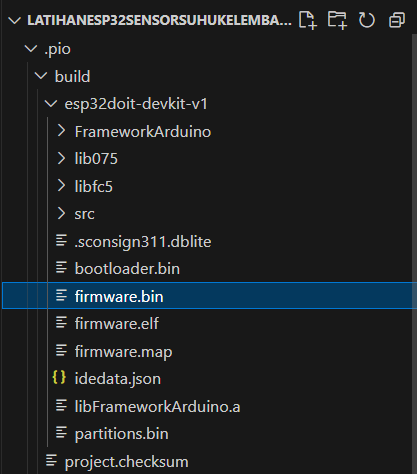 LATIHANESP32SENSORSUHUKELEMBA...
.pio
build
esp32doit-devkit-v1
FrameworkArduino
lib075
libfc5
src
.sconsign311.dblite
bootloader.bin
firmware.bin
firmware.elf
firmware.map
{} idedata.json
libFrameworkArduino.a
partitions.bin
project.checksum